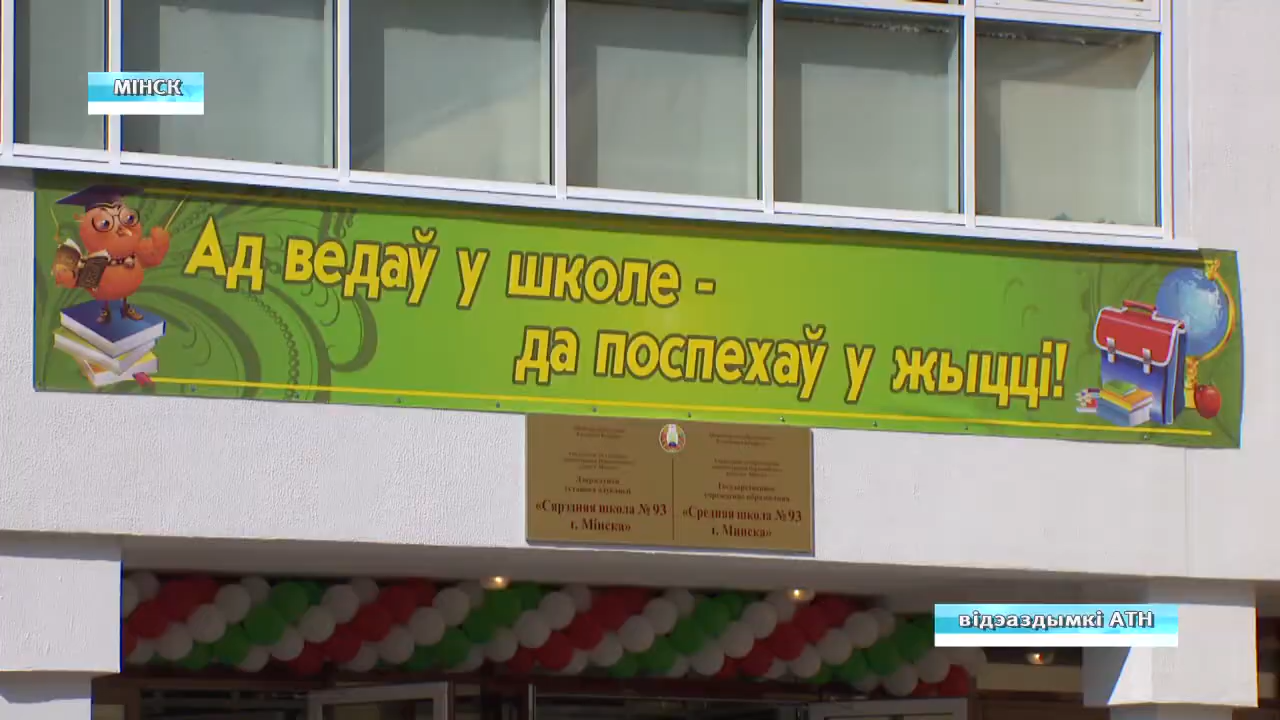 МІНСК
Ад ведаў у школе -
да поспехаў у жыцці!
«Сярэдняя школа № 93
г. Мінска»
Государственное
учреждение образования
«Средняя школа № 93
г. Минска»
відэаздымкі АТН